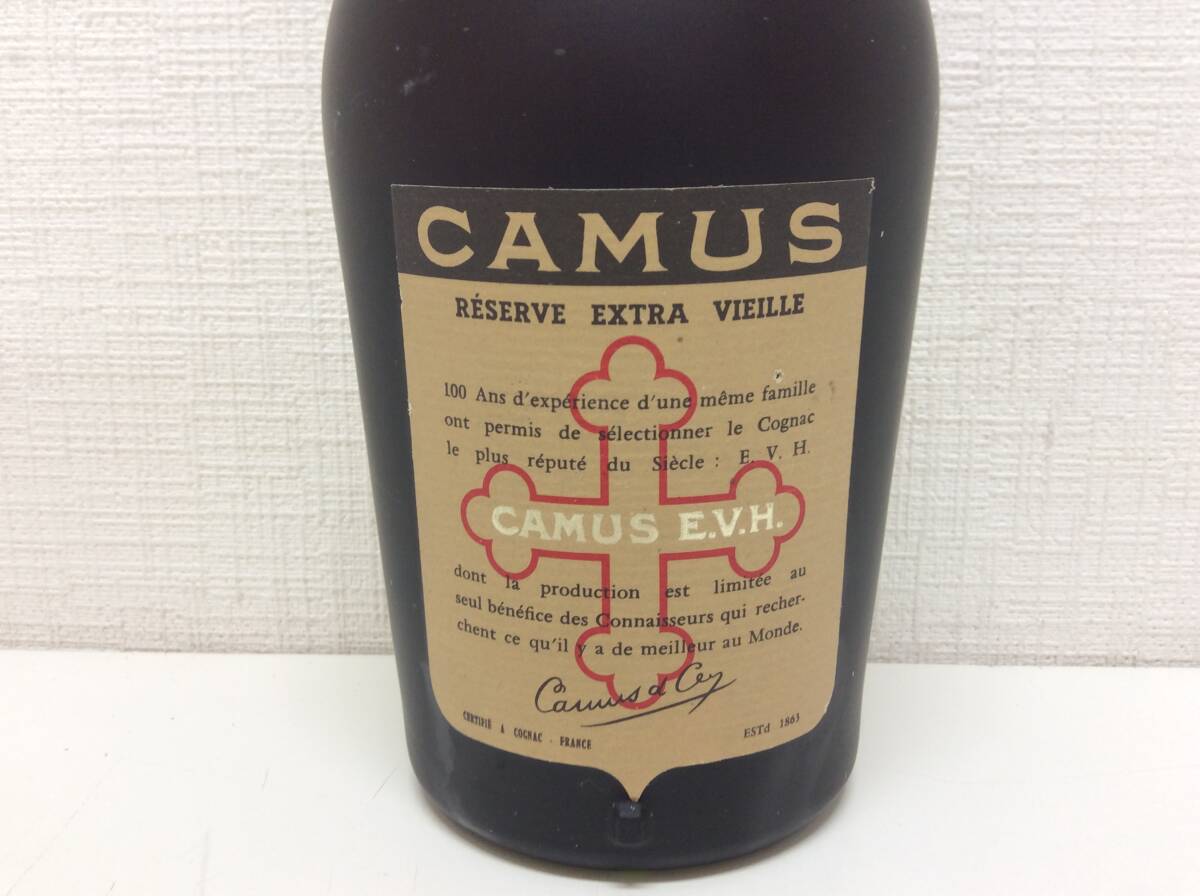 CAMUS
RÉSERVE EXTRA VIEILLE
100 Ans d'expérience d'une même famille
ont permis de sélectionner le Cognac
le plus réputé du Siècle : E. V. H.
CAMUS E.V.H.
dont la production est limitée au
seul bénéfice des Connaisseurs qui recher-
chent ce qu'il y a de meilleur au Monde.
Camus & Cey
CERTIFIÉ A COGNAC - FRANCE
ESTd 1863